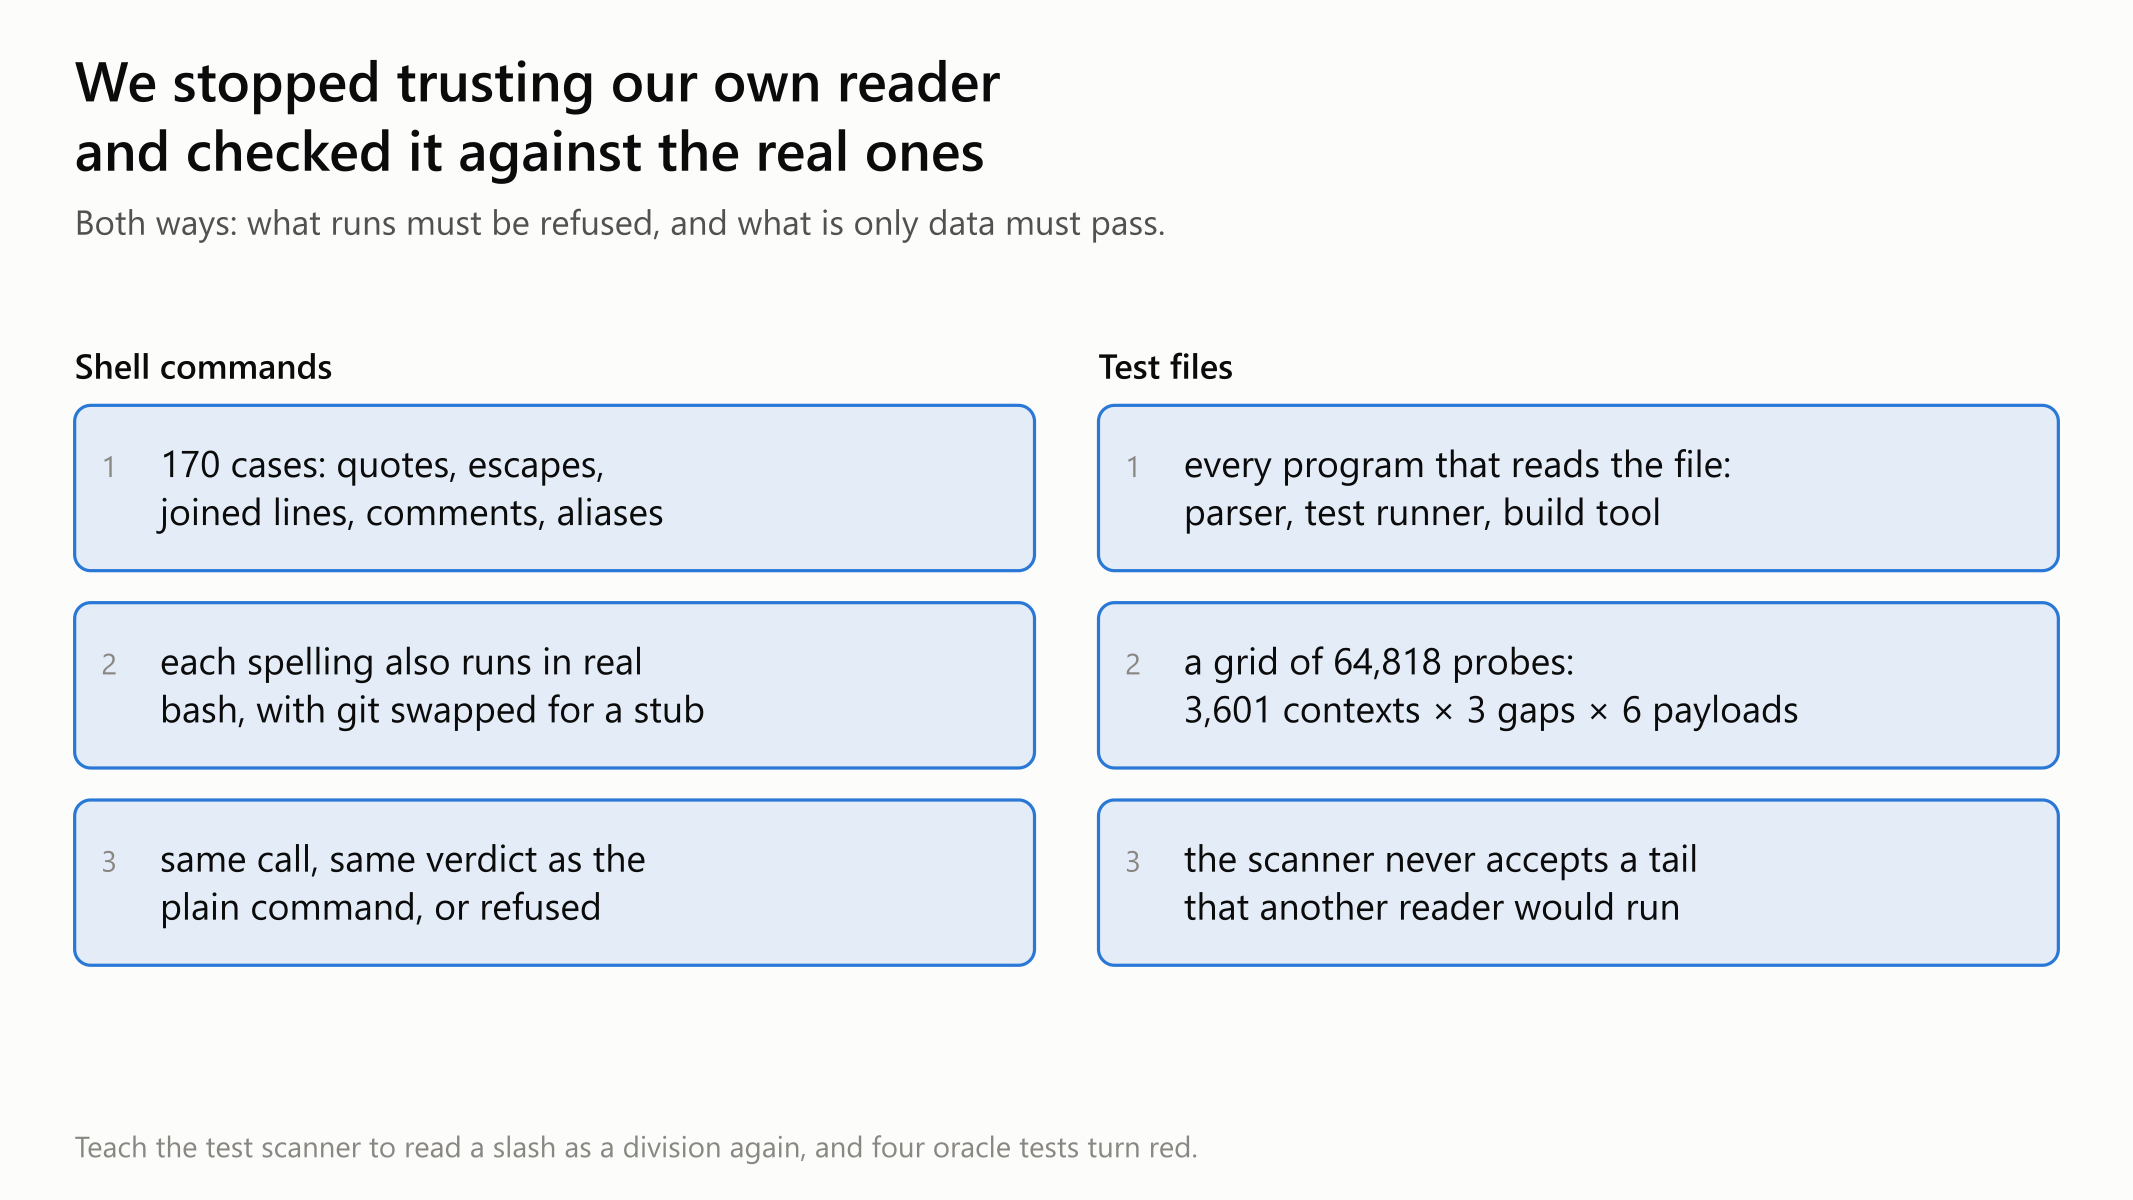 We stopped trusting our own reader
and checked it against the real ones
Both ways: what runs must be refused, and what is only data must pass.
Shell commands
1 170 cases: quotes, escapes,
joined lines, comments, aliases
2 each spelling also runs in real
bash, with git swapped for a stub
3 same call, same verdict as the
plain command, or refused
Test files
1 every program that reads the file:
parser, test runner, build tool
2 a grid of 64,818 probes:
3,601 contexts × 3 gaps × 6 payloads
3 the scanner never accepts a tail
that another reader would run
Teach the test scanner to read a slash as a division again, and four oracle tests turn red.